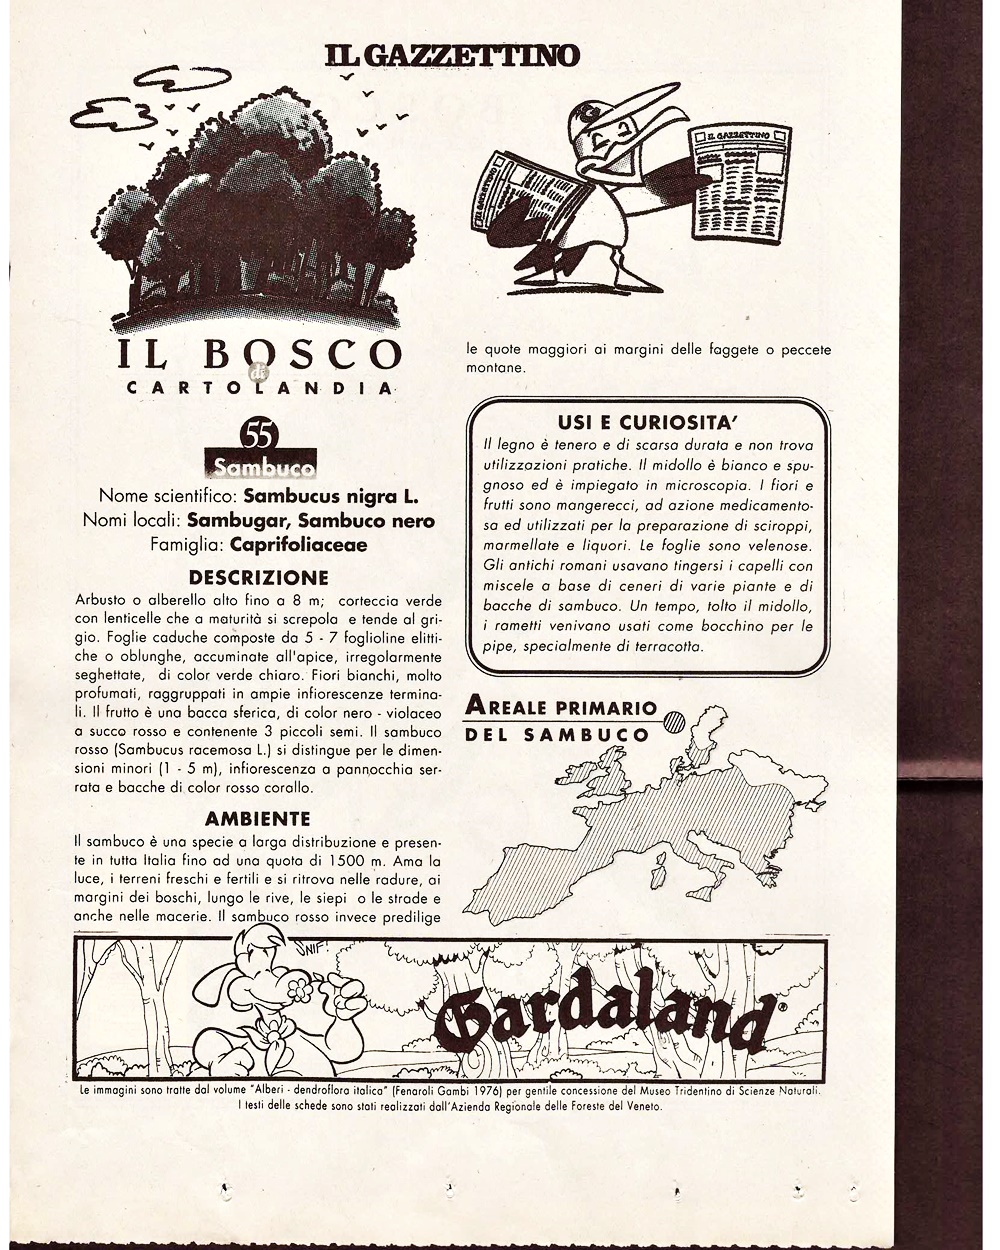 IL GAZZETTINO
IL GAZZETTINO
IL GAZZETTINO
IL BOSCO
di
CARTOLANDIA
55
Sambuco
Nome scientifico: Sambucus nigra L.
Nomi locali: Sambugar, Sambuco nero
Famiglia: Caprifoliaceae
DESCRIZIONE
Arbusto o alberello alto fino a 8 m; corteccia verde
con lenticelle che a maturità si screpola e tende al gri-
gio. Foglie caduche composte da 5 - 7 foglioline elitti-
che o oblunghe, accuminate all'apice, irregolarmente
seghettate, di color verde chiaro. Fiori bianchi, molto
profumati, raggruppati in ampie infiorescenze termina-
li. Il frutto è una bacca sferica, di color nero - violaceo
a succo rosso e contenente 3 piccoli semi. Il sambuco
rosso (Sambucus racemosa L.) si distingue per le dimen-
sioni minori (1 - 5 m), infiorescenza a pannocchia ser-
rata e bacche di color rosso corallo.
AMBIENTE
Il sambuco è una specie a larga distribuzione e presen-
te in tutta Italia fino ad una quota di 1500 m. Ama la
luce, i terreni freschi e fertili e si ritrova nelle radure, ai
margini dei boschi, lungo le rive, le siepi o le strade e
anche nelle macerie. Il sambuco rosso invece predilige
le quote maggiori ai margini delle faggete o peccete
montane.
USI E CURIOSITA'
Il legno è tenero e di scarsa durata e non trova
utilizzazioni pratiche. Il midollo è bianco e spu-
gnoso ed è impiegato in microscopia. I fiori e
frutti sono mangerecci, ad azione medicamento-
sa ed utilizzati per la preparazione di sciroppi,
marmellate e liquori. Le foglie sono velenose.
Gli antichi romani usavano tingersi i capelli con
miscele a base di ceneri di varie piante e di
bacche di sambuco. Un tempo, tolto il midollo,
i rametti venivano usati come bocchino per le
pipe, specialmente di terracotta.
AREALE PRIMARIO
DEL SAMBUCO
SNIF!
Gardaland®
Le immagini sono tratte dal volume "Alberi - dendroflora italica" (Fenaroli Gambi 1976) per gentile concessione del Museo Tridentino di Scienze Naturali.
I testi delle schede sono stati realizzati dall'Azienda Regionale delle Foreste del Veneto.